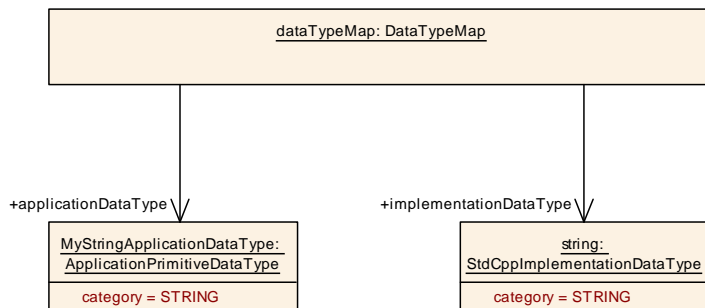 dataTypeMap: DataTypeMap
+applicationDataType
+implementationDataType
MyStringApplicationDataType:
ApplicationPrimitiveDataType
category = STRING
string:
StdCppImplementationDataType
category = STRING